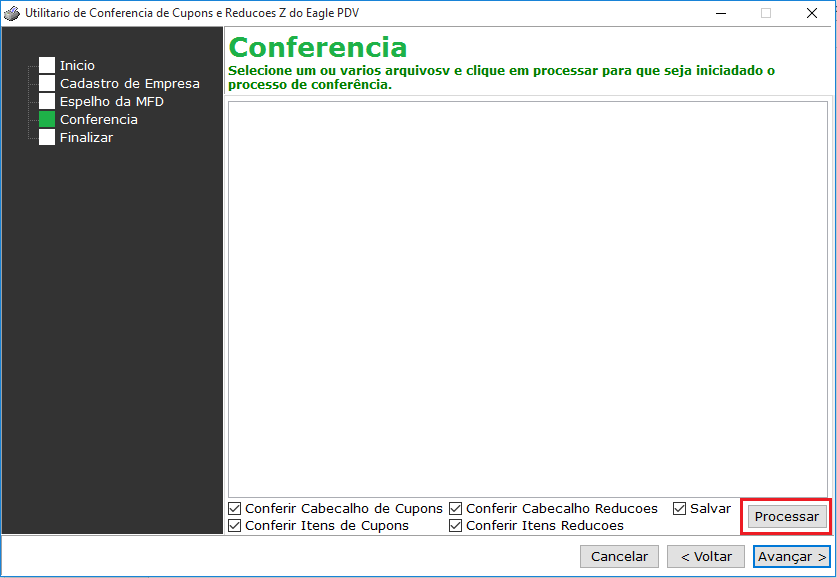 Utilitario de Conferencia de Cupons e Reducoes Z do Eagle PDV
Inicio
Cadastro de Empresa
Espelho da MFD
Conferencia
Finalizar
Conferencia
Selecione um ou varios arquivosv e clique em processar para que seja iniciadado o
processo de conferência.
Conferir Cabecalho de Cupons Conferir Cabecalho Reducoes Salvar
Conferir Itens de Cupons Conferir Itens Reducoes
Processar
Cancelar < Voltar Avançar >